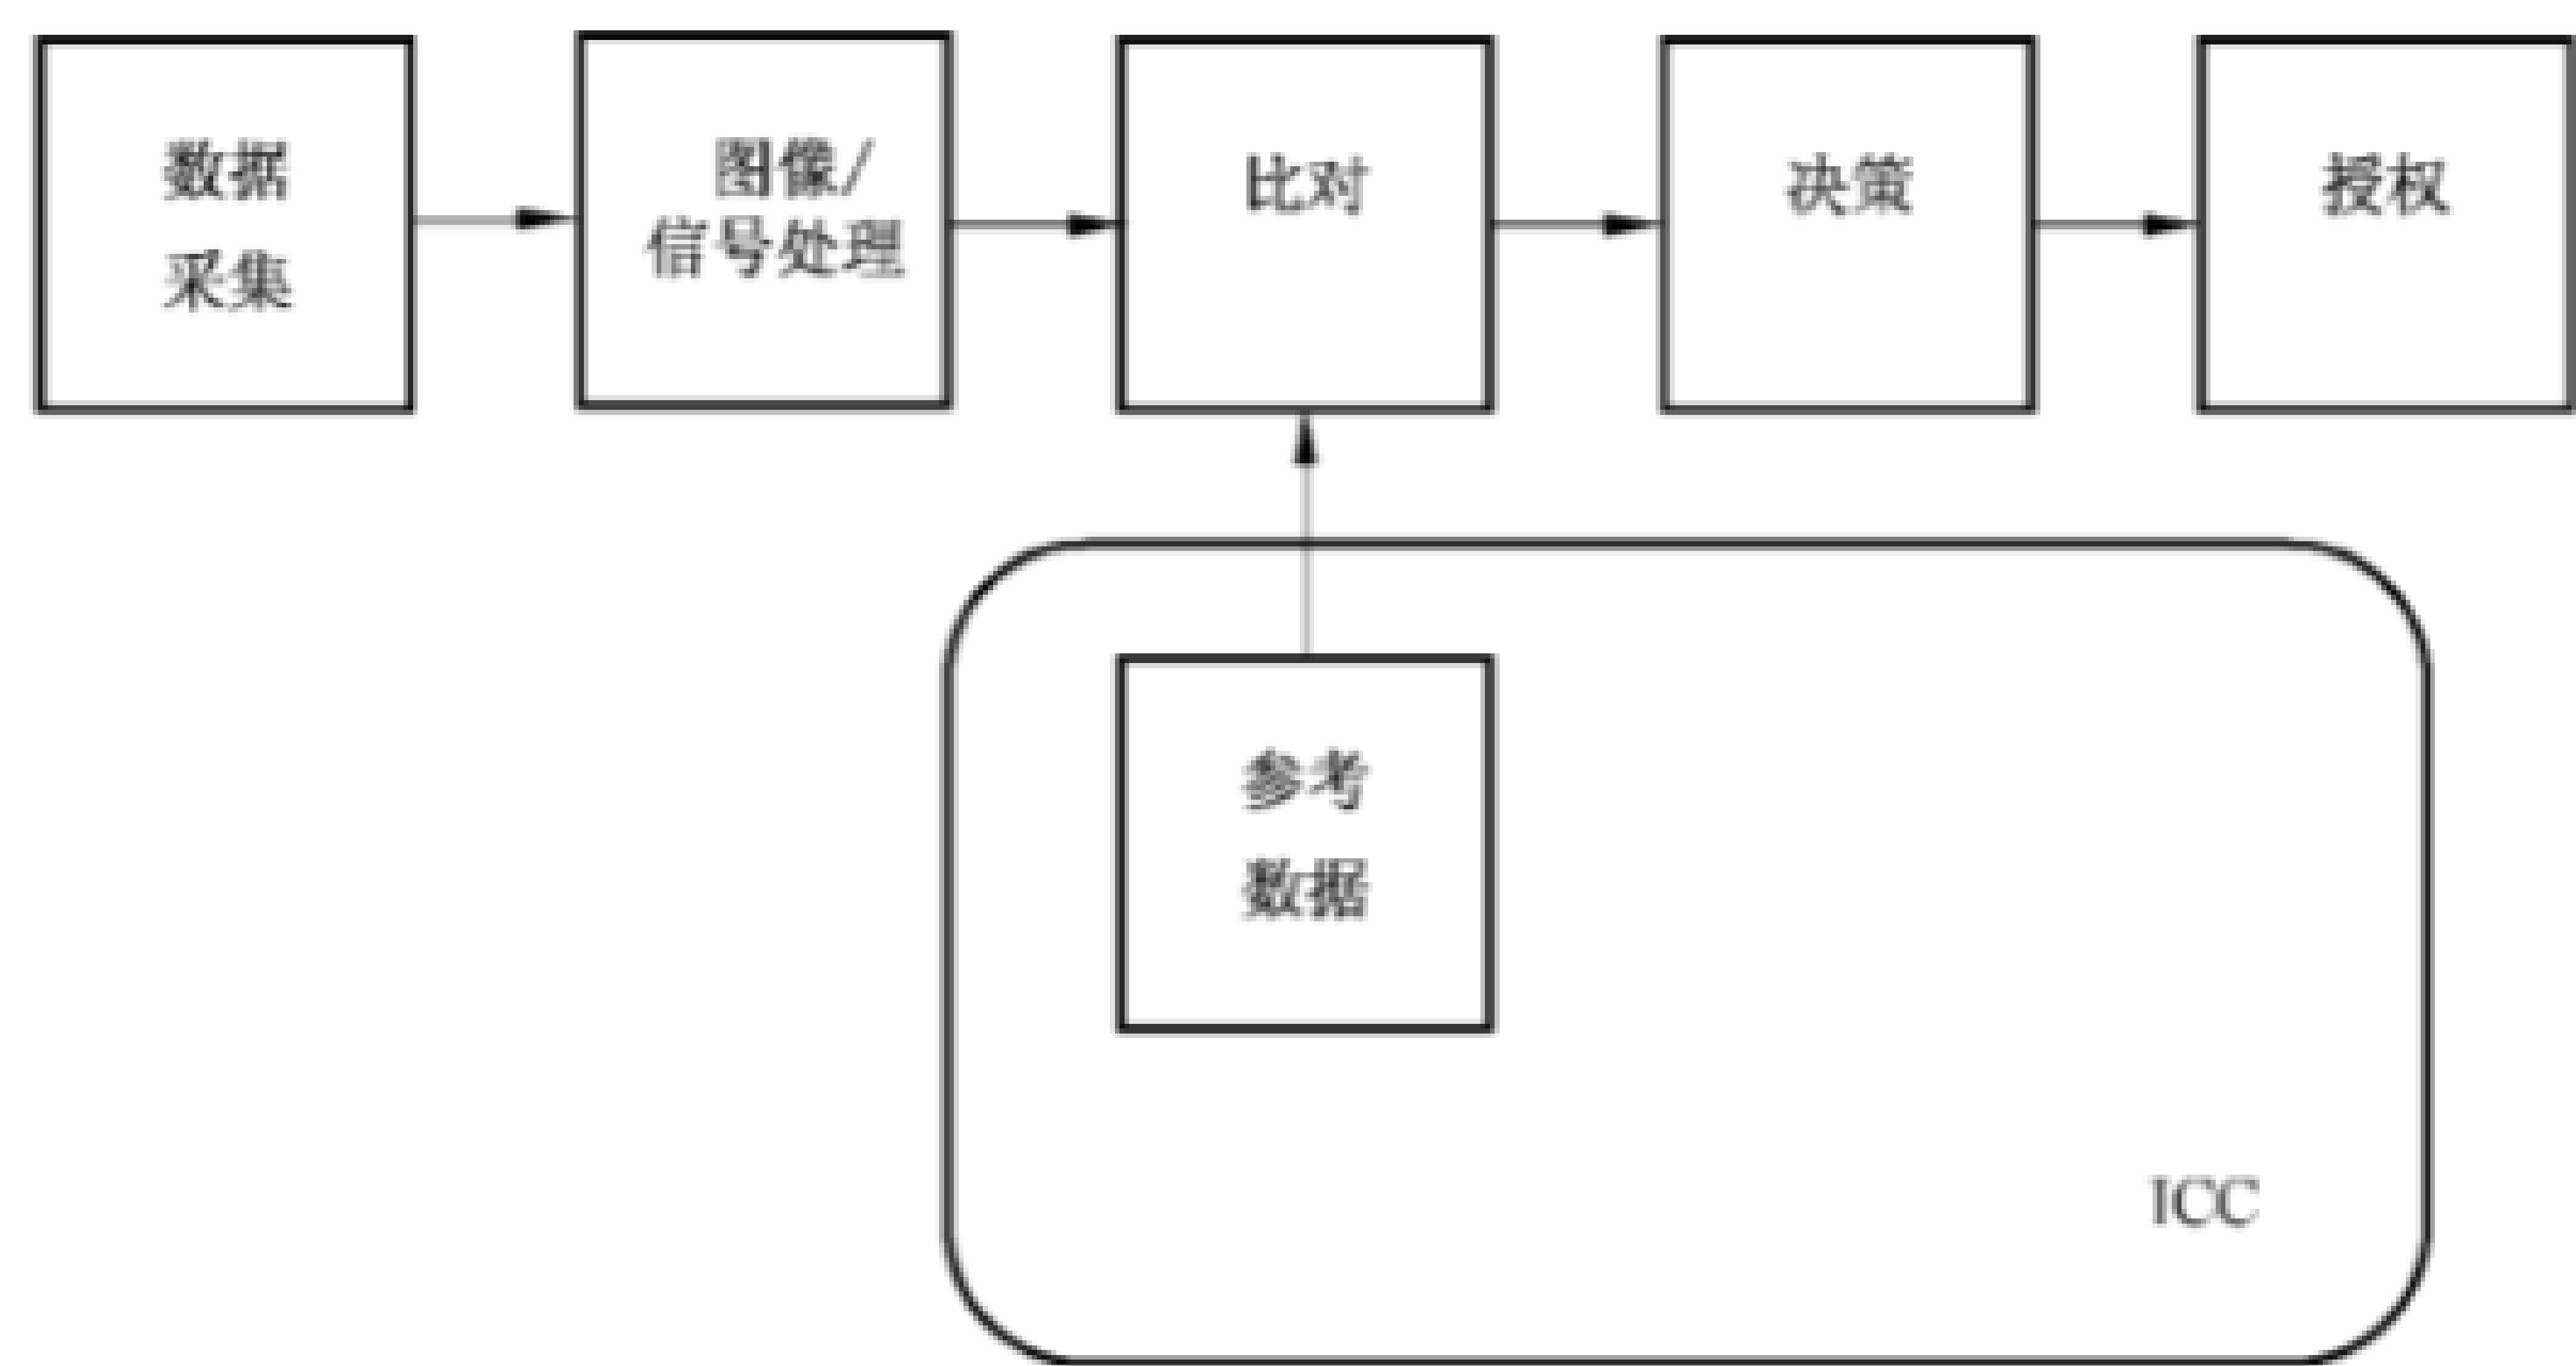 数据
采集
图像/
信号处理
比对
决策
授权
参考
数据
ICC